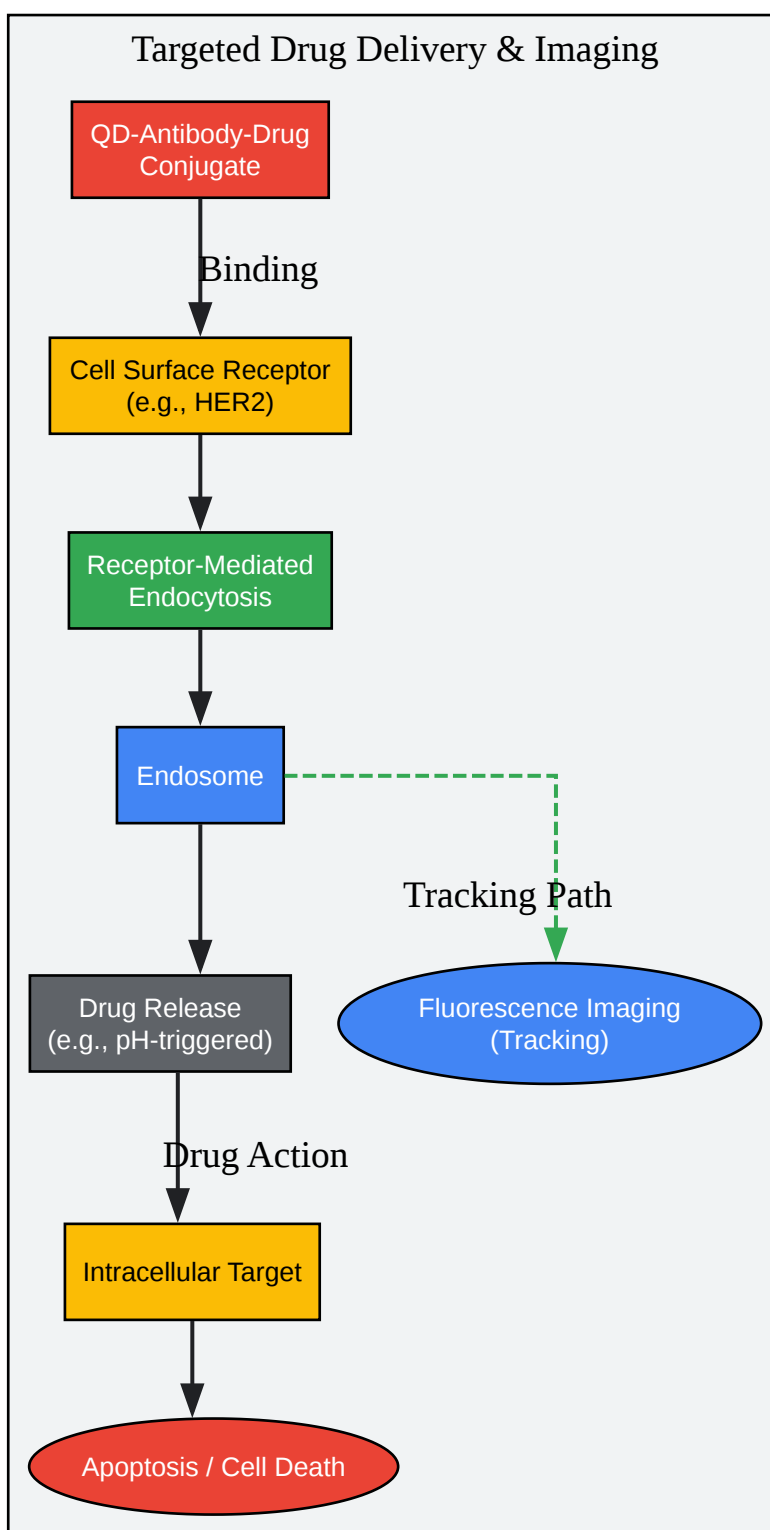 Targeted Drug Delivery & Imaging
QD-Antibody-Drug
Conjugate
Binding
Cell Surface Receptor
(e.g., HER2)
Receptor-Mediated
Endocytosis
Endosome
Tracking Path
Drug Release
(e.g., pH-triggered)
Fluorescence Imaging
(Tracking)
Drug Action
Intracellular Target
Apoptosis / Cell Death